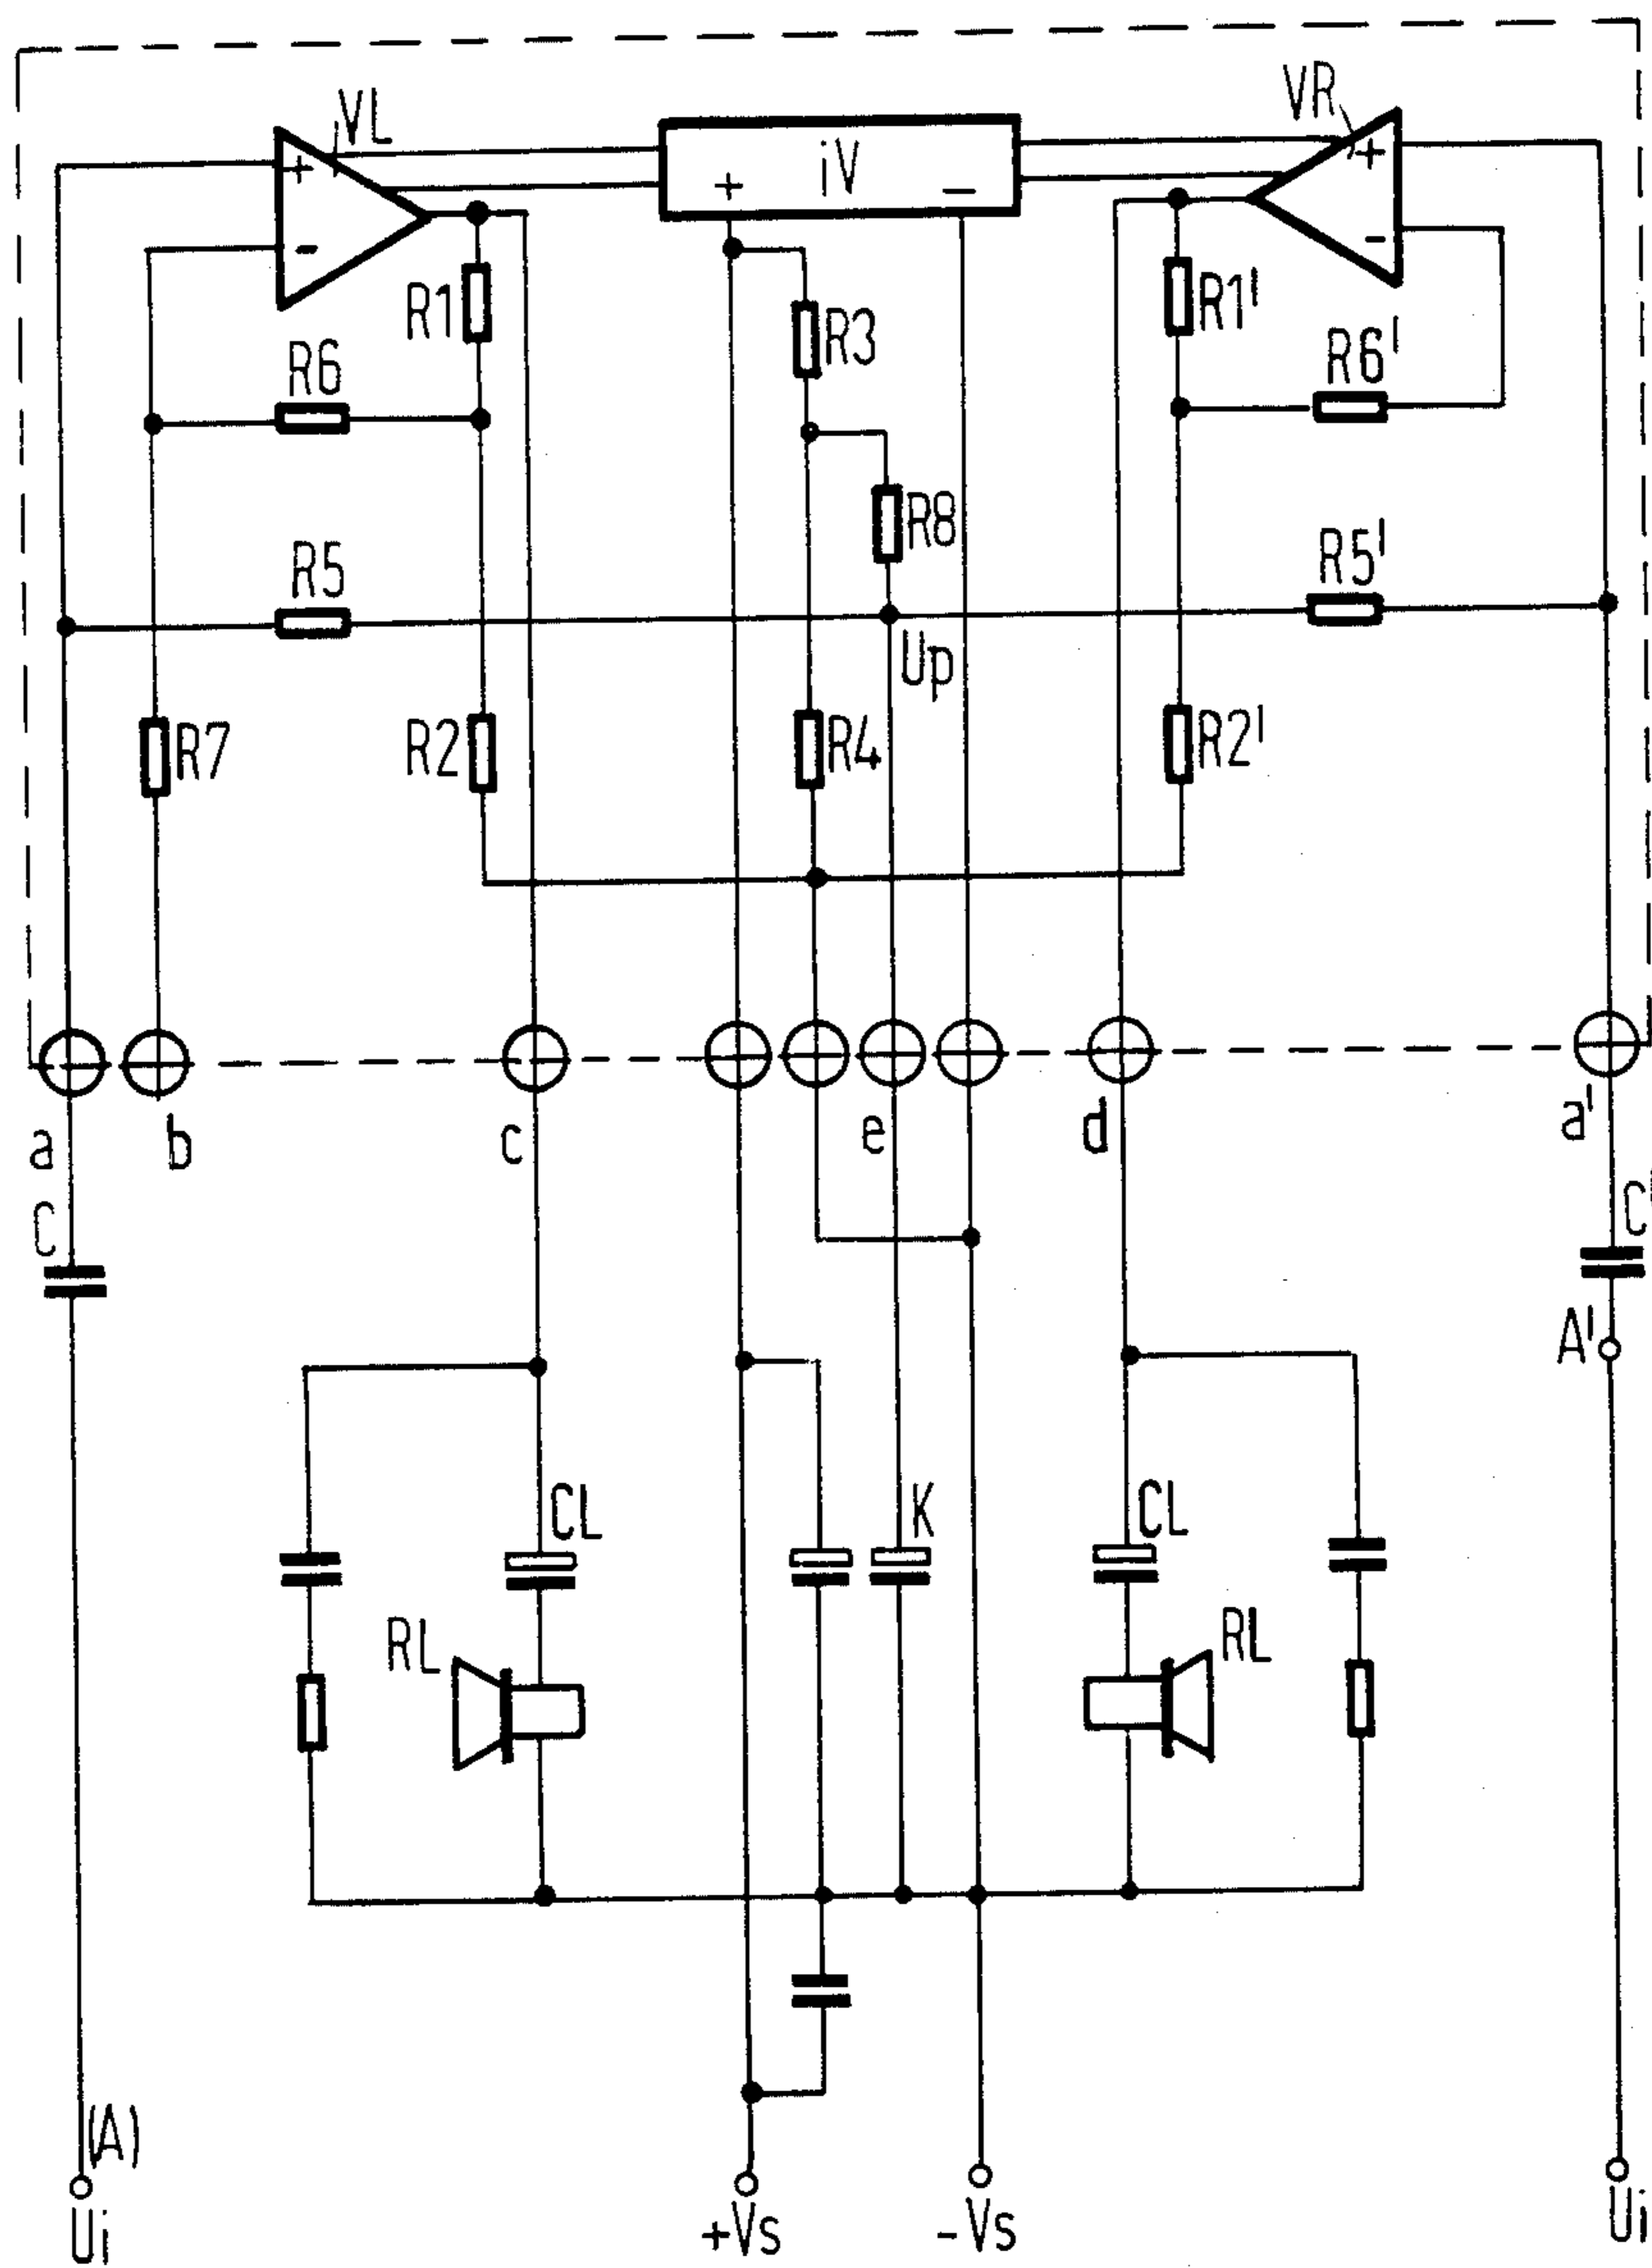 VL
iV
VR
+
-
+ -
+
-
R1
R3
R1'
R6
R6'
R8
R5
R5'
Up
R7
R2
R4
R2'
a
b
c
e
d
a'
C
C'
A'
CL
K
CL
RL
RL
(A)
Ui
+Vs
-Vs
Ui